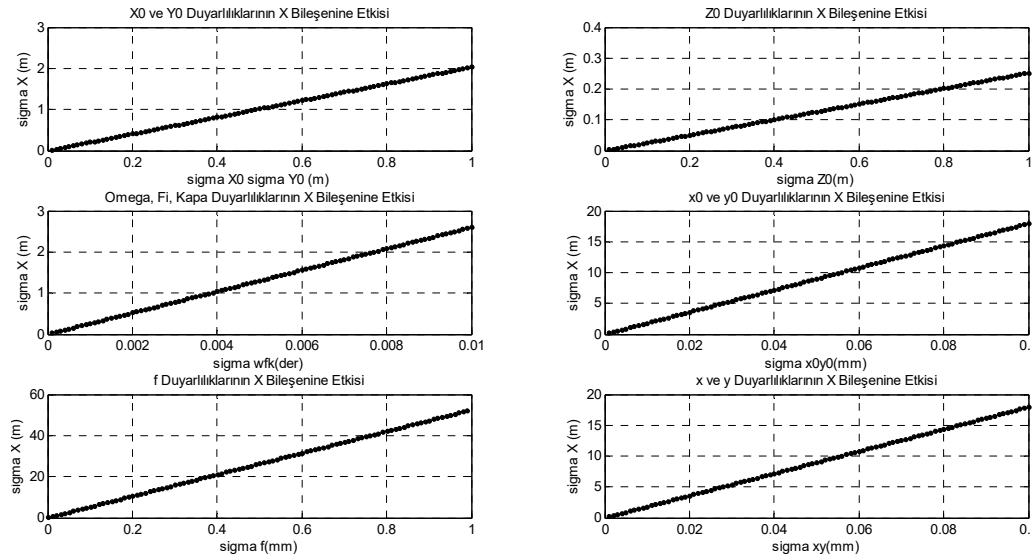 X0 ve Y0 Duyarlılıklarının X Bileşenine Etkisi
3
2
1
0
sigma X (m)
0 0.2 0.4 0.6 0.8 1
sigma X0 sigma Y0 (m)
Z0 Duyarlılıklarının X Bileşenine Etkisi
0.4
0.3
0.2
0.1
0
sigma X (m)
0.2 0.4 0.6 0.8 1
sigma Z0(m)
Omega, Fi, Kapa Duyarlılıklarının X Bileşenine Etkisi
3
2
1
0
sigma X (m)
0 0.002 0.004 0.006 0.008 0.01
sigma wfk(der)
x0 ve y0 Duyarlılıklarının X Bileşenine Etkisi
20
15
10
5
0
sigma X (m)
0 0.02 0.04 0.06 0.08 0.
sigma x0y0(mm)
f Duyarlılıklarının X Bileşenine Etkisi
60
40
20
0
sigma X (m)
0 0.2 0.4 0.6 0.8 1
sigma f(mm)
x ve y Duyarlılıklarının X Bileşenine Etkisi
20
15
10
5
0
sigma X (m)
0 0.02 0.04 0.06 0.08 0.
sigma xy(mm)